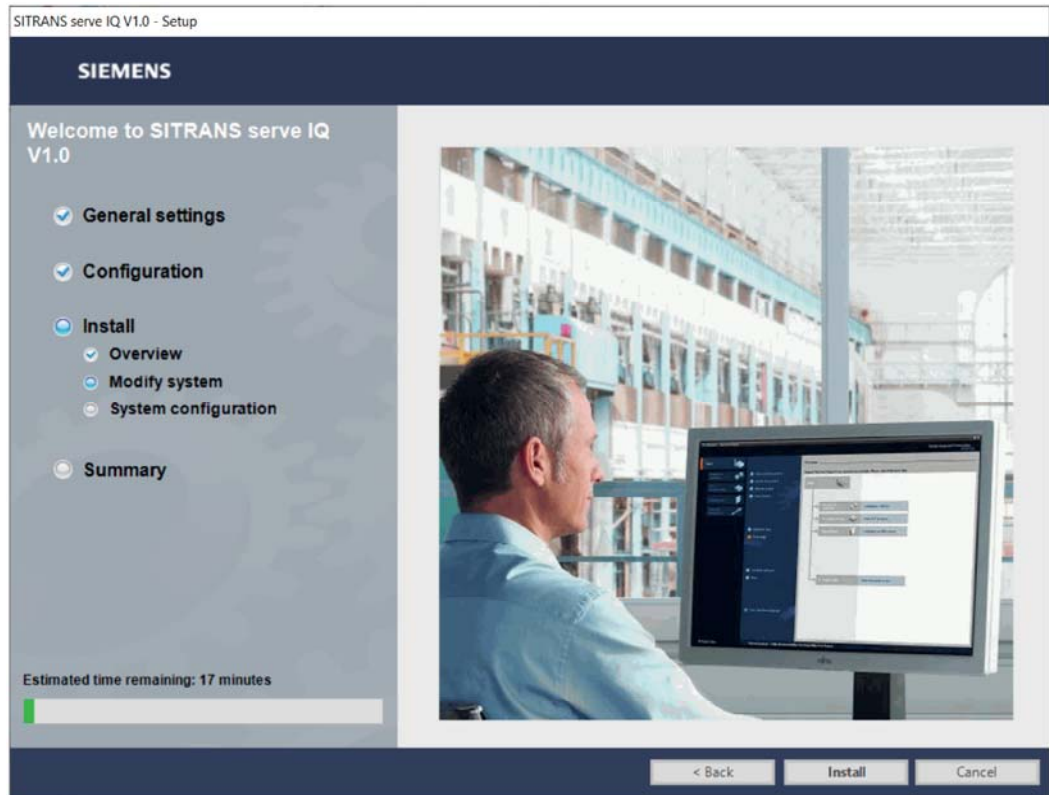 SITRANS serve IQ V1.0 - Setup
SIEMENS
Welcome to SITRANS serve IQ
V1.0
General settings
Configuration
Install
Overview
Modify system
System configuration
Summary
Estimated time remaining: 17 minutes
< Back
Install
Cancel